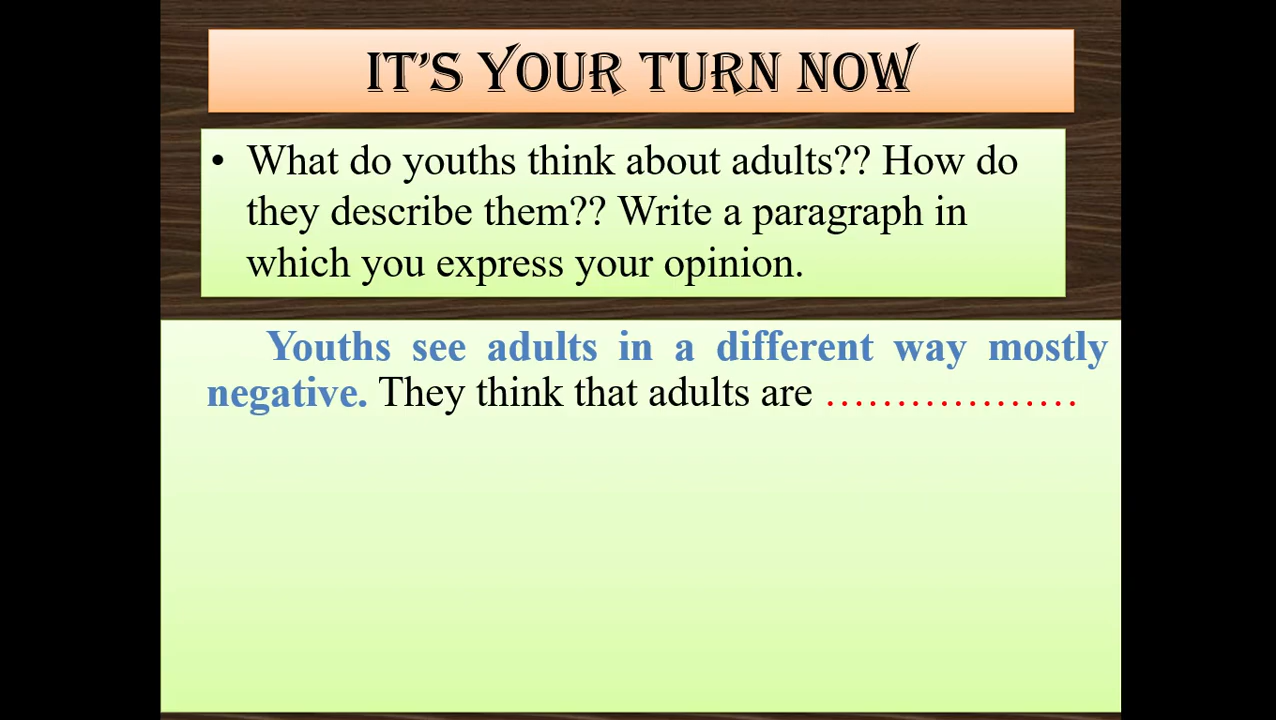 IT'S YOUR TURN NOW
• What do youths think about adults?? How do
they describe them?? Write a paragraph in
which you express your opinion.
Youths see adults in a different way mostly
negative. They think that adults are ………………